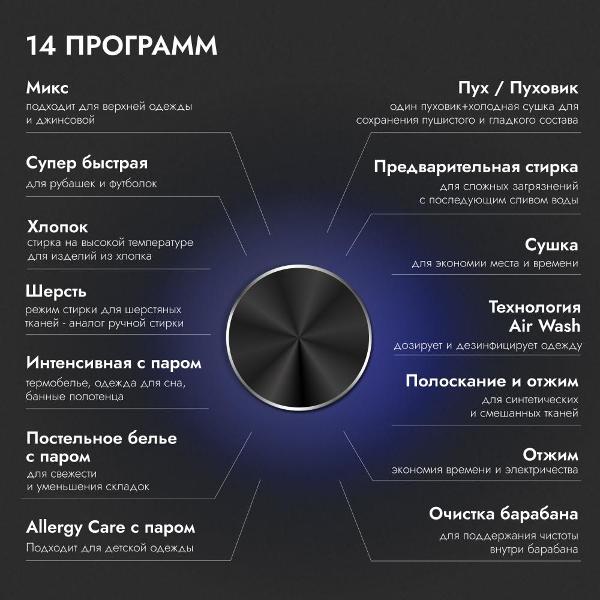 14 ПРОГРАММ
Микс
подходит для верхней одежды
и джинсовой
Супер быстрая
для рубашек и футболок
Хлопок
стирка на высокой температуре
для изделий из хлопка
Шерсть
режим стирки для шерстяных
тканей - аналог ручной стирки
Интенсивная с паром
термобелье, одежда для сна,
банные полотенца
Постельное белье
с паром
для свежести
и уменьшения складок
Allergy Care с паром
Подходит для детской одежды
Пух / Пуховик
один пуховик+холодная сушка для
сохранения пушистого и гладкого состава
Предварительная стирка
для сложных загрязнений
с последующим сливом воды
Сушка
для экономии места и времени
Технология
Air Wash
дозирует и дезинфицирует одежду
Полоскание и отжим
для синтетических
и смешанных тканей
Отжим
экономия времени и электричества
Очистка барабана
для поддержания чистоты
внутри барабана